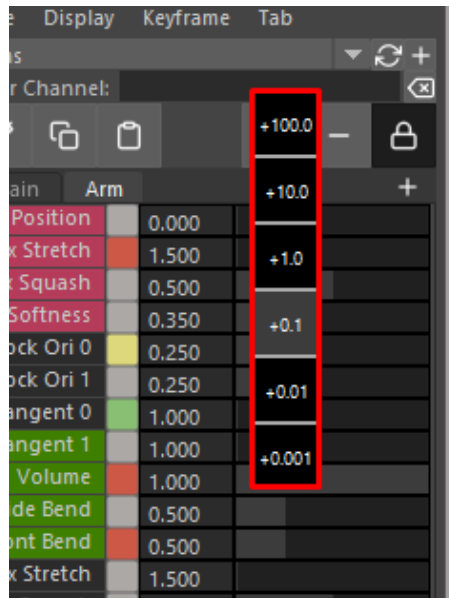 Display Keyframe Tab
r Channel:
+100.0
+10.0
ain Arm
Position 0.000
x Stretch 1.500 +1.0
Squash 0.500
Softness 0.350 +0.1
ock Ori 0 0.250
ock Ori 1 0.250 +0.01
angent 0 1.000
angent 1 1.000 +0.001
Volume 1.000
de Bend 0.500
ont Bend 0.500
x Stretch 1.500